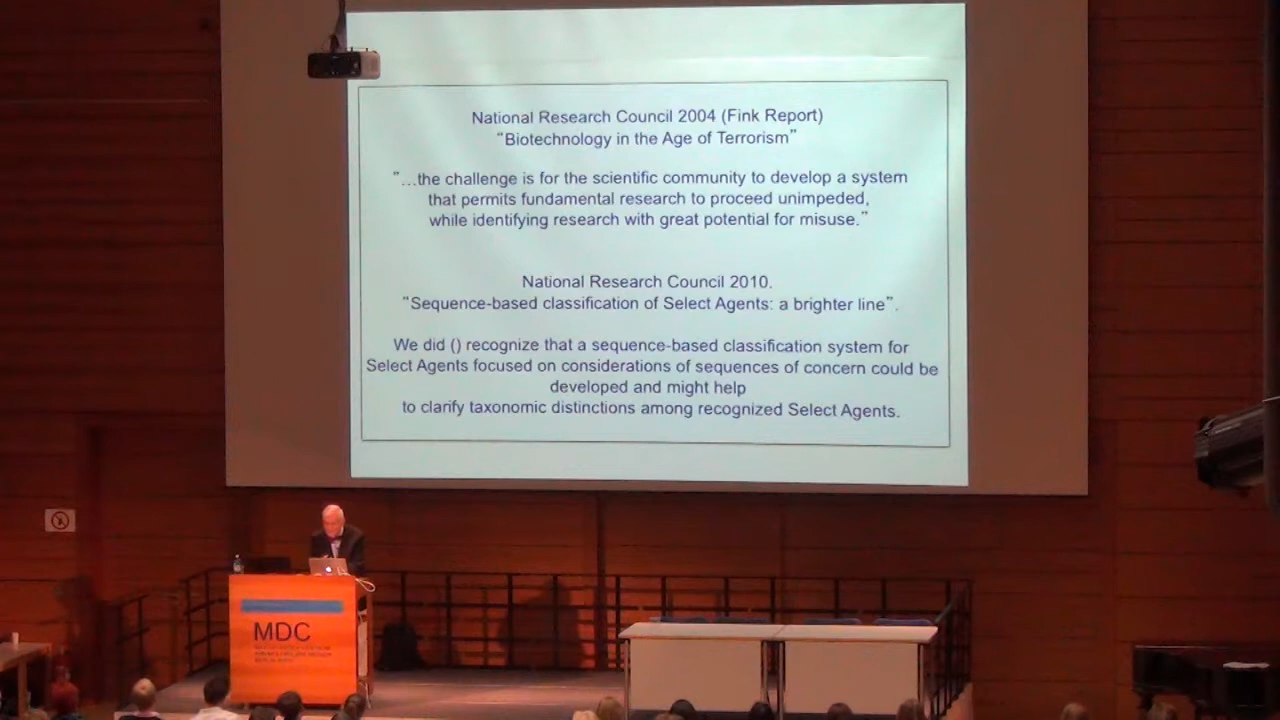 National Research Council 2004 (Fink Report)
“Biotechnology in the Age of Terrorism”
“...the challenge is for the scientific community to develop a system
that permits fundamental research to proceed unimpeded,
while identifying research with great potential for misuse.”
National Research Council 2010.
“Sequence-based classification of Select Agents: a brighter line”.
We did () recognize that a sequence-based classification system for
Select Agents focused on considerations of sequences of concern could be
developed and might help
to clarify taxonomic distinctions among recognized Select Agents.
MDC